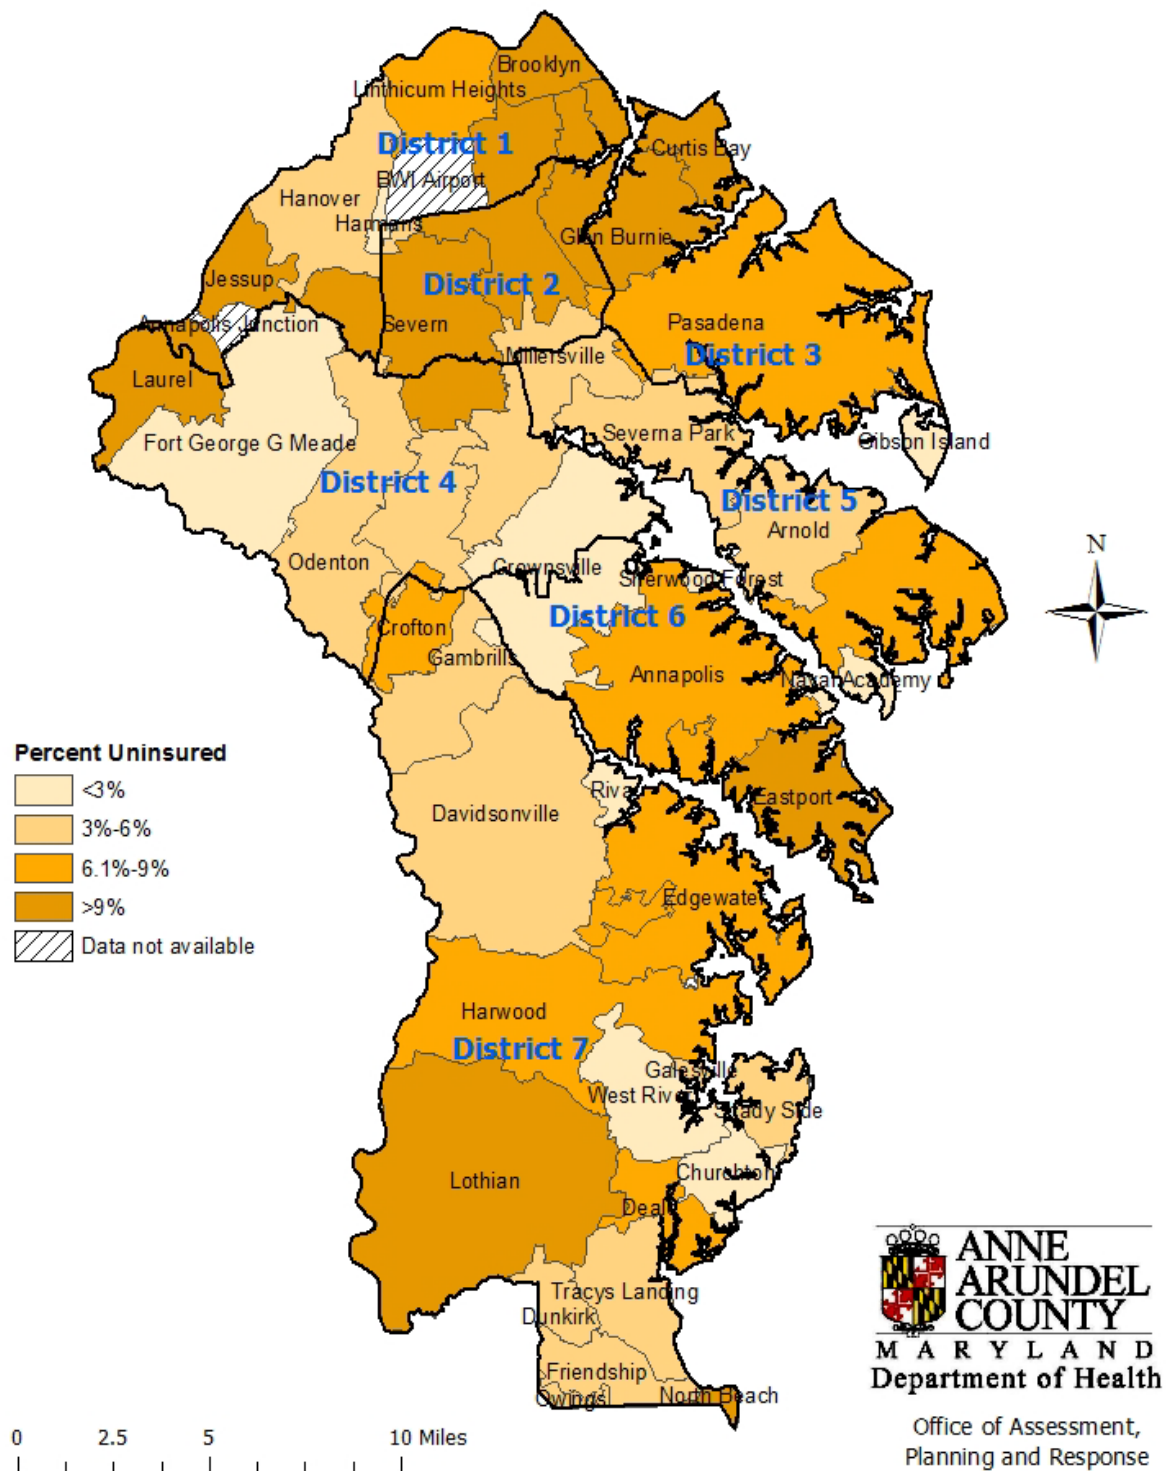 Brooklyn
Linthicum Heights
District 1
Curtis Bay
BWI Airport
Hanover
Harmans
Glen Burnie
Jessup
District 2
Annapolis Junction
Severn
Pasadena
Millersville
District 3
Laurel
Severna Park
Fort George G Meade
Gibson Island
District 4
District 5
Arnold
N
Odenton
Crownsville
Sherwood Forest
District 6
Crofton
Gambrills
Annapolis
Naval Academy
Percent Uninsured
<3%
3%-6%
6.1%-9%
>9%
Data not available
Riva
Eastport
Davidsonville
Edgewater
Harwood
District 7
Galesville
West River
Shady Side
Churchton
Lothian
Deale
Tracys Landing
Dunkirk
Friendship
Owings
North Beach
ANNE
ARUNDEL
COUNTY
MARYLAND
Department of Health
Office of Assessment,
Planning and Response
0 2.5 5 10 Miles